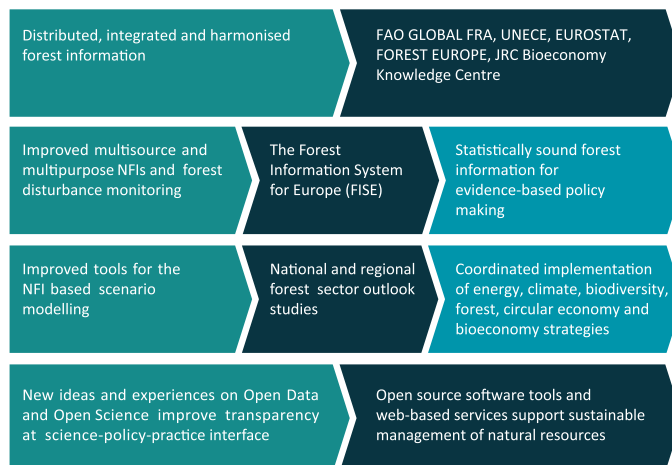 Distributed, integrated and harmonised
forest information
FAO GLOBAL FRA, UNECE, EUROSTAT,
FOREST EUROPE, JRC Bioeconomy
Knowledge Centre
Improved multisource and
multipurpose NFIs and forest
disturbance monitoring
The Forest
Information System
for Europe (FISE)
Statistically sound forest
information for
evidence-based policy
making
Improved tools for the
NFI based scenario
modelling
National and regional
forest sector outlook
studies
Coordinated implementation
of energy, climate, biodiversity,
forest, circular economy and
bioeconomy strategies
New ideas and experiences on Open Data
and Open Science improve transparency
at science-policy-practice interface
Open source software tools and
web-based services support sustainable
management of natural resources